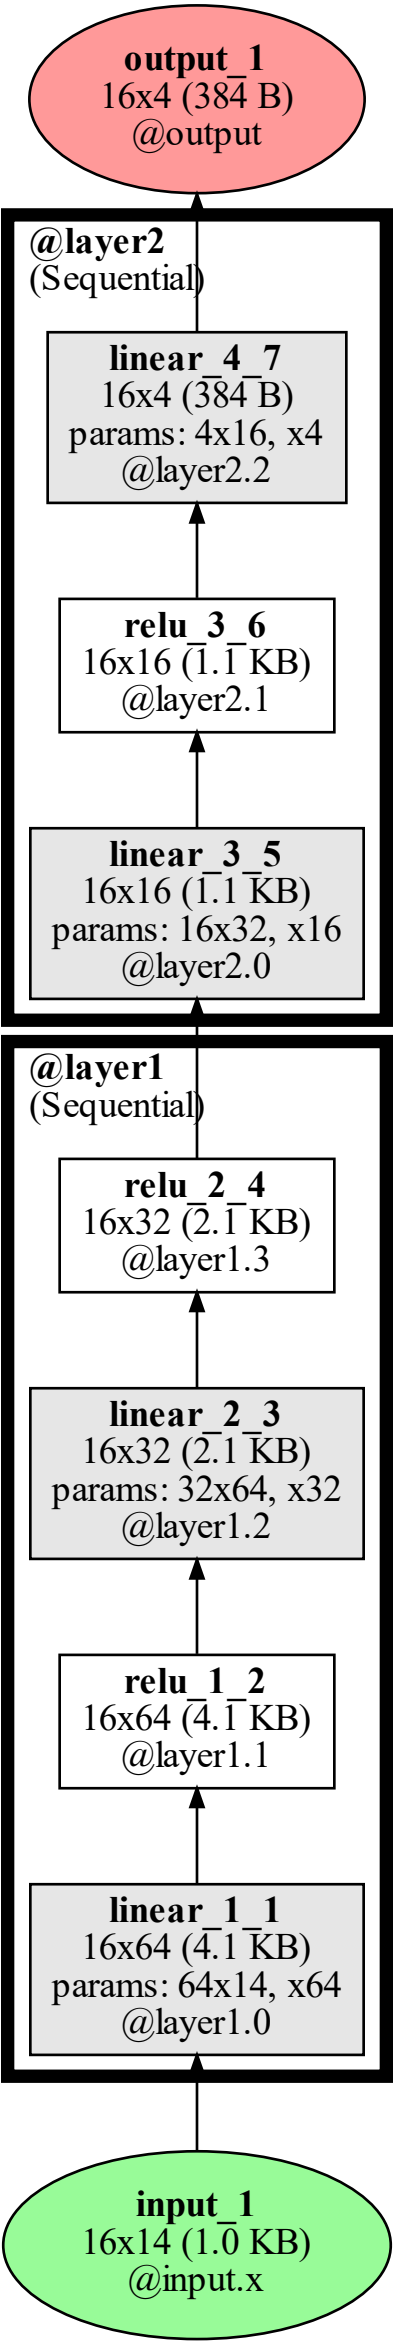 output_1
16x4 (384 B)
@output
@layer2
(Sequential)
linear_4_7
16x4 (384 B)
params: 4x16, x4
@layer2.2
relu_3_6
16x16 (1.1 KB)
@layer2.1
linear_3_5
16x16 (1.1 KB)
params: 16x32, x16
@layer2.0
@layer1
(Sequential)
relu_2_4
16x32 (2.1 KB)
@layer1.3
linear_2_3
16x32 (2.1 KB)
params: 32x64, x32
@layer1.2
relu_1_2
16x64 (4.1 KB)
@layer1.1
linear_1_1
16x64 (4.1 KB)
params: 64x14, x64
@layer1.0
input_1
16x14 (1.0 KB)
@input.x